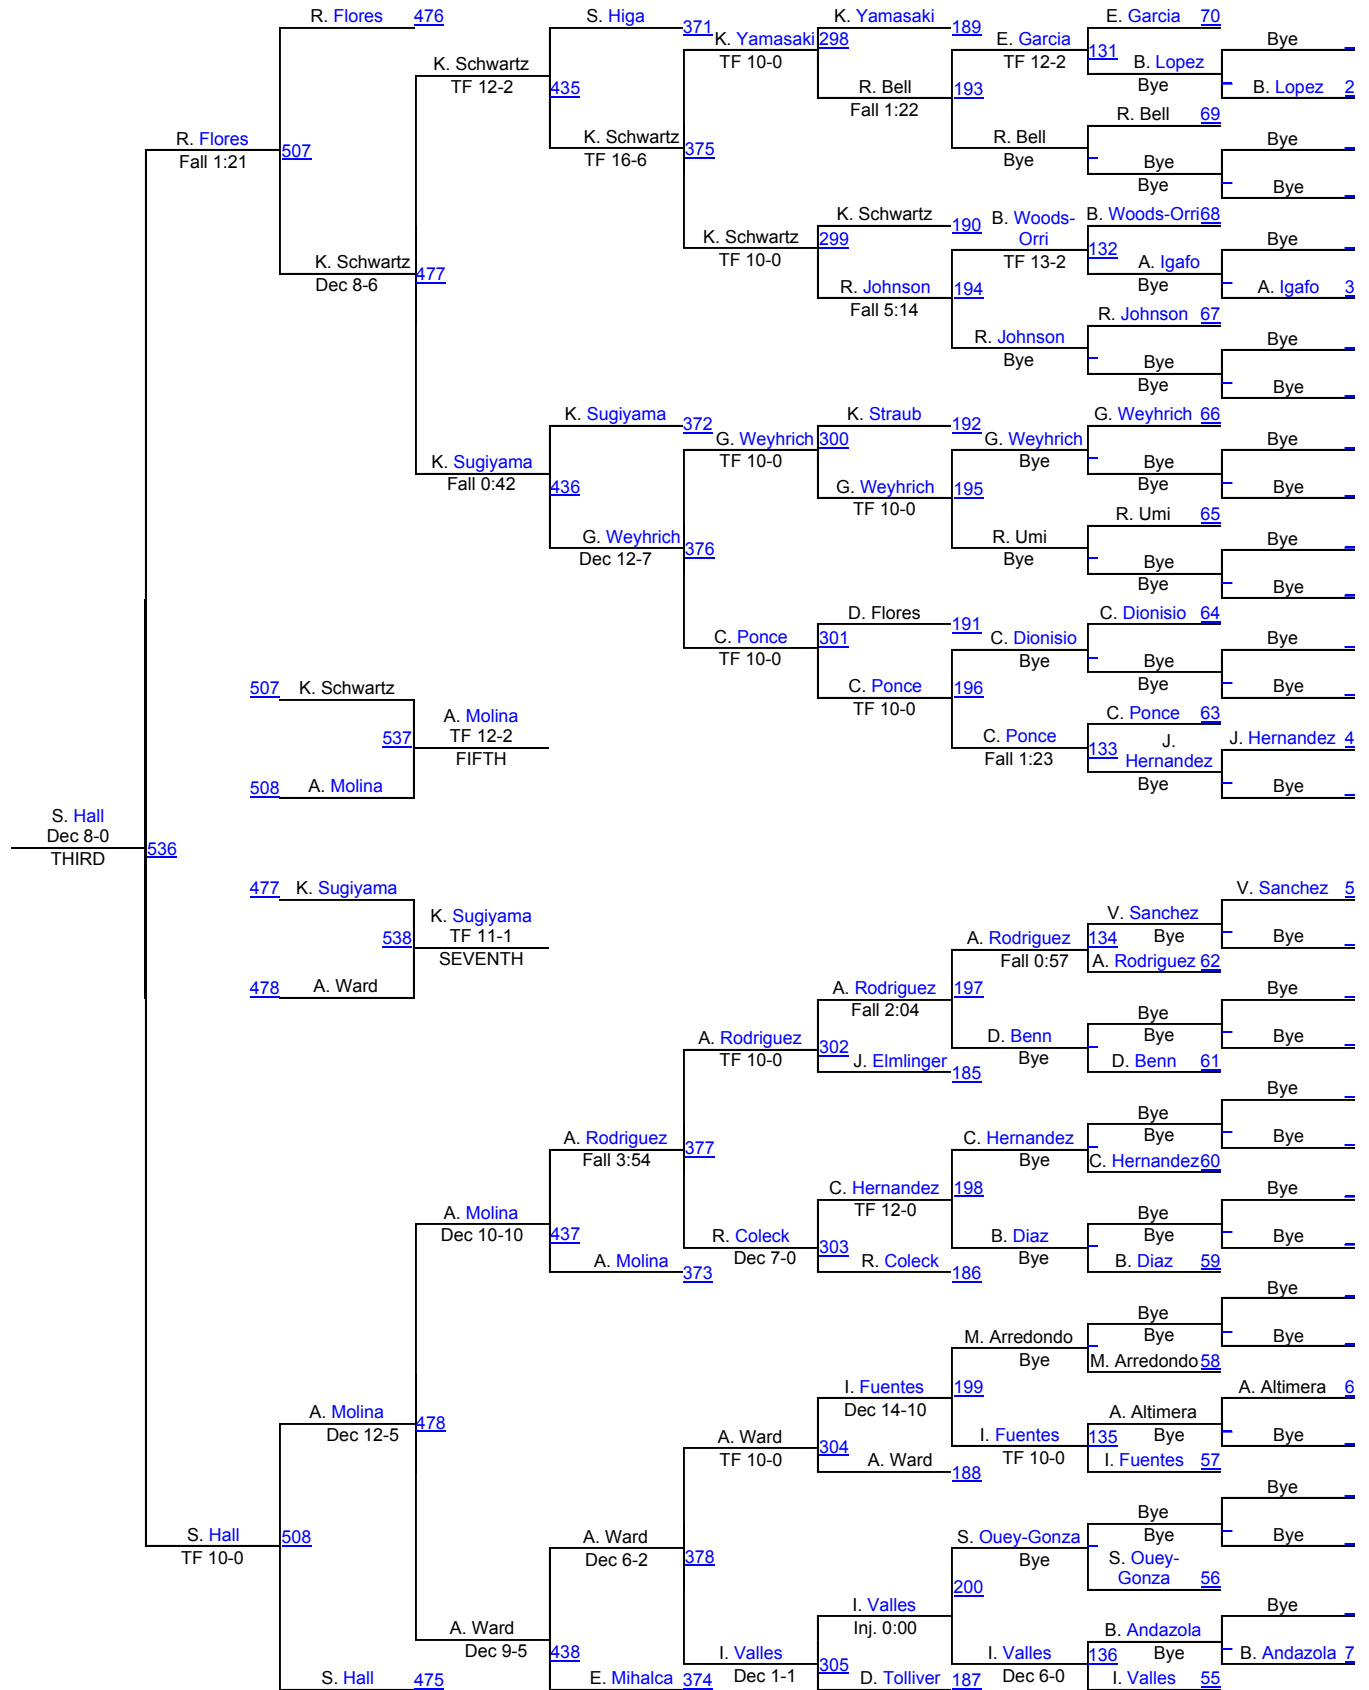 R. Flores 476
S. Higa
371
K. Yamasaki
189
E. Garcia 70
Bye
K. Yamasaki 298
TF 10-0
E. Garcia
TF 12-2
131
B. Lopez
Bye
B. Lopez 2
K. Schwartz
TF 12-2
435
R. Bell
Fall 1:22
193
R. Bell 69
R. Flores
Fall 1:21
507
K. Schwartz
TF 16-6
375
R. Bell
Bye
Bye
Bye
Bye
Bye
K. Schwartz
190
B. Woods-
Orri
TF 13-2
B. Woods-Orri 68
Bye
K. Schwartz
TF 10-0
299
132
A. Igafo
Bye
A. Igafo 3
K. Schwartz
Dec 8-6
477
R. Johnson
Fall 5:14
194
R. Johnson 67
R. Johnson
Bye
Bye
Bye
Bye
Bye
K. Sugiyama
372
K. Straub
192
G. Weyhrich 66
Bye
G. Weyhrich 300
TF 10-0
G. Weyhrich
Bye
Bye
Bye
Bye
K. Sugiyama
Fall 0:42
436
G. Weyhrich
TF 10-0
195
R. Umi 65
G. Weyhrich
Dec 12-7
376
R. Umi
Bye
Bye
Bye
Bye
Bye
D. Flores
191
C. Dionisio 64
Bye
C. Ponce
TF 10-0
301
C. Dionisio
Bye
Bye
Bye
Bye
507 K. Schwartz
C. Ponce
TF 10-0
196
C. Ponce 63
537
A. Molina
TF 12-2
FIFTH
C. Ponce
Fall 1:23
133
J.
Hernandez
Bye
J. Hernandez 4
Bye
508 A. Molina
S. Hall
Dec 8-0
THIRD
536
477 K. Sugiyama
V. Sanchez 5
538
K. Sugiyama
TF 11-1
SEVENTH
A. Rodriguez
Fall 0:57
134
V. Sanchez
Bye
Bye
A. Rodriguez 62
478 A. Ward
A. Rodriguez
Fall 2:04
197
Bye
A. Rodriguez
TF 10-0
302
D. Benn
Bye
Bye
Bye
Bye
J. Elmlinger
185
D. Benn 61
Bye
A. Rodriguez
Fall 3:54
377
C. Hernandez
Bye
Bye
Bye
Bye
C. Hernandez 60
C. Hernandez
TF 12-0
198
Bye
A. Molina
Dec 10-10
437
R. Coleck
Dec 7-0
303
B. Diaz
Bye
Bye
Bye
Bye
A. Molina
373
R. Coleck
186
B. Diaz 59
Bye
M. Arredondo
Bye
Bye
Bye
Bye
M. Arredondo 58
A. Molina
Dec 12-5
478
I. Fuentes
Dec 14-10
199
A. Altimera 6
A. Ward
TF 10-0
304
I. Fuentes
TF 10-0
135
A. Altimera
Bye
Bye
A. Ward
188
I. Fuentes 57
Bye
S. Hall
TF 10-0
508
A. Ward
Dec 6-2
378
S. Ouey-Gonza
Bye
Bye
Bye
Bye
S. Ouey-
Gonza 56
200
I. Valles
Inj. 0:00
Bye
A. Ward
Dec 9-5
438
I. Valles
Dec 1-1
305
I. Valles
Dec 6-0
136
B. Andazola
Bye
B. Andazola 7
S. Hall 475
E. Mihalca 374
D. Tolliver 187
I. Valles 55